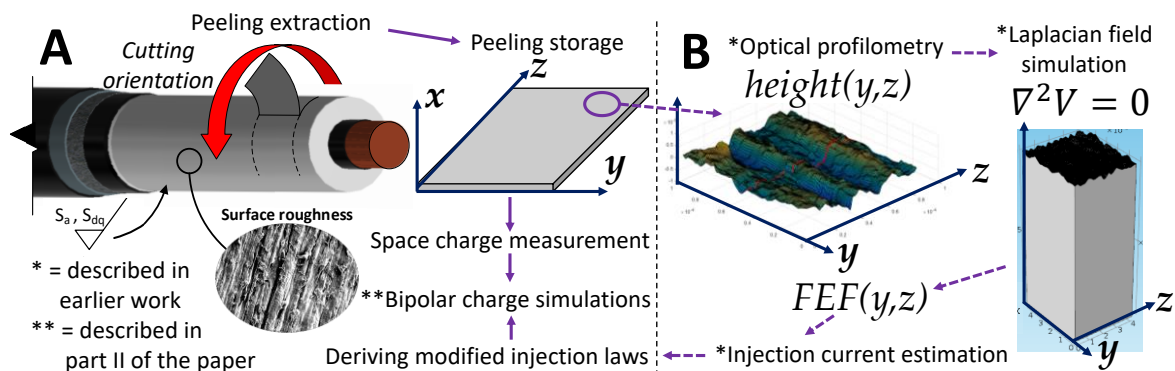 A
Peeling extraction
Cutting
orientation
Peeling storage
x
z
y
Sa , Sdq
Surface roughness
* = described in
earlier work
** = described in
part II of the paper
Space charge measurement
**Bipolar charge simulations
Deriving modified injection laws
B
*Optical profilometry
height(y,z)
z
y
*Laplacian field
simulation
∇²V = 0
z
y
FEF(y,z)
*Injection current estimation